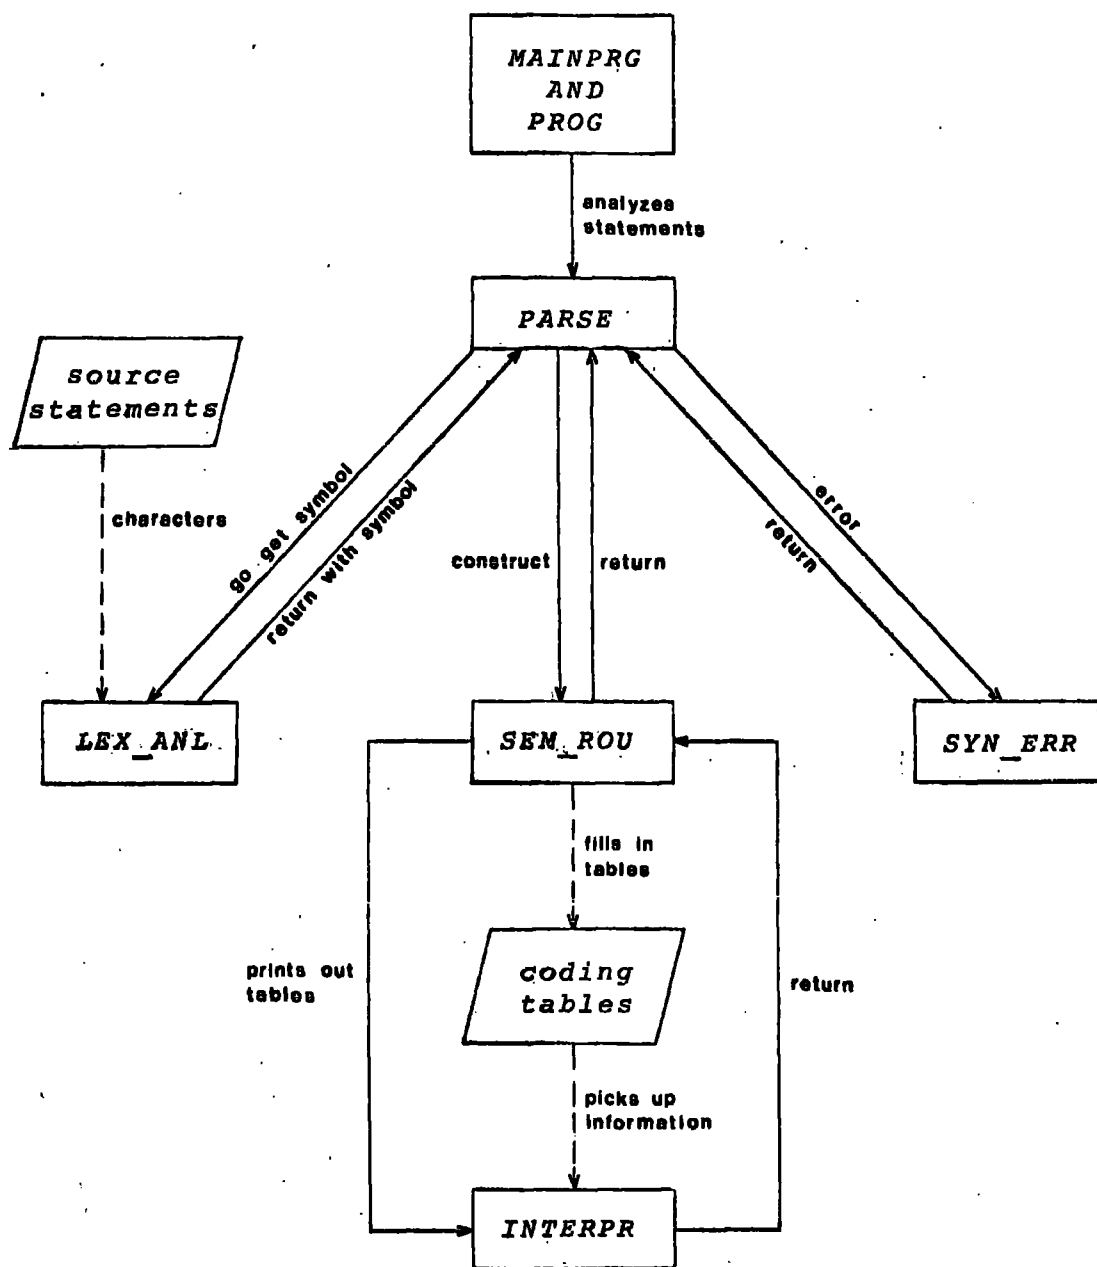 MAINPRG
AND
PROG
analyzes
statements
PARSE
source
statements
characters
go get symbol
return with symbol
construct
return
error
return
LEX_ANL
SEM_ROU
SYN_ERR
fills in
tables
prints out
tables
coding
tables
return
picks up
information
INTERPR